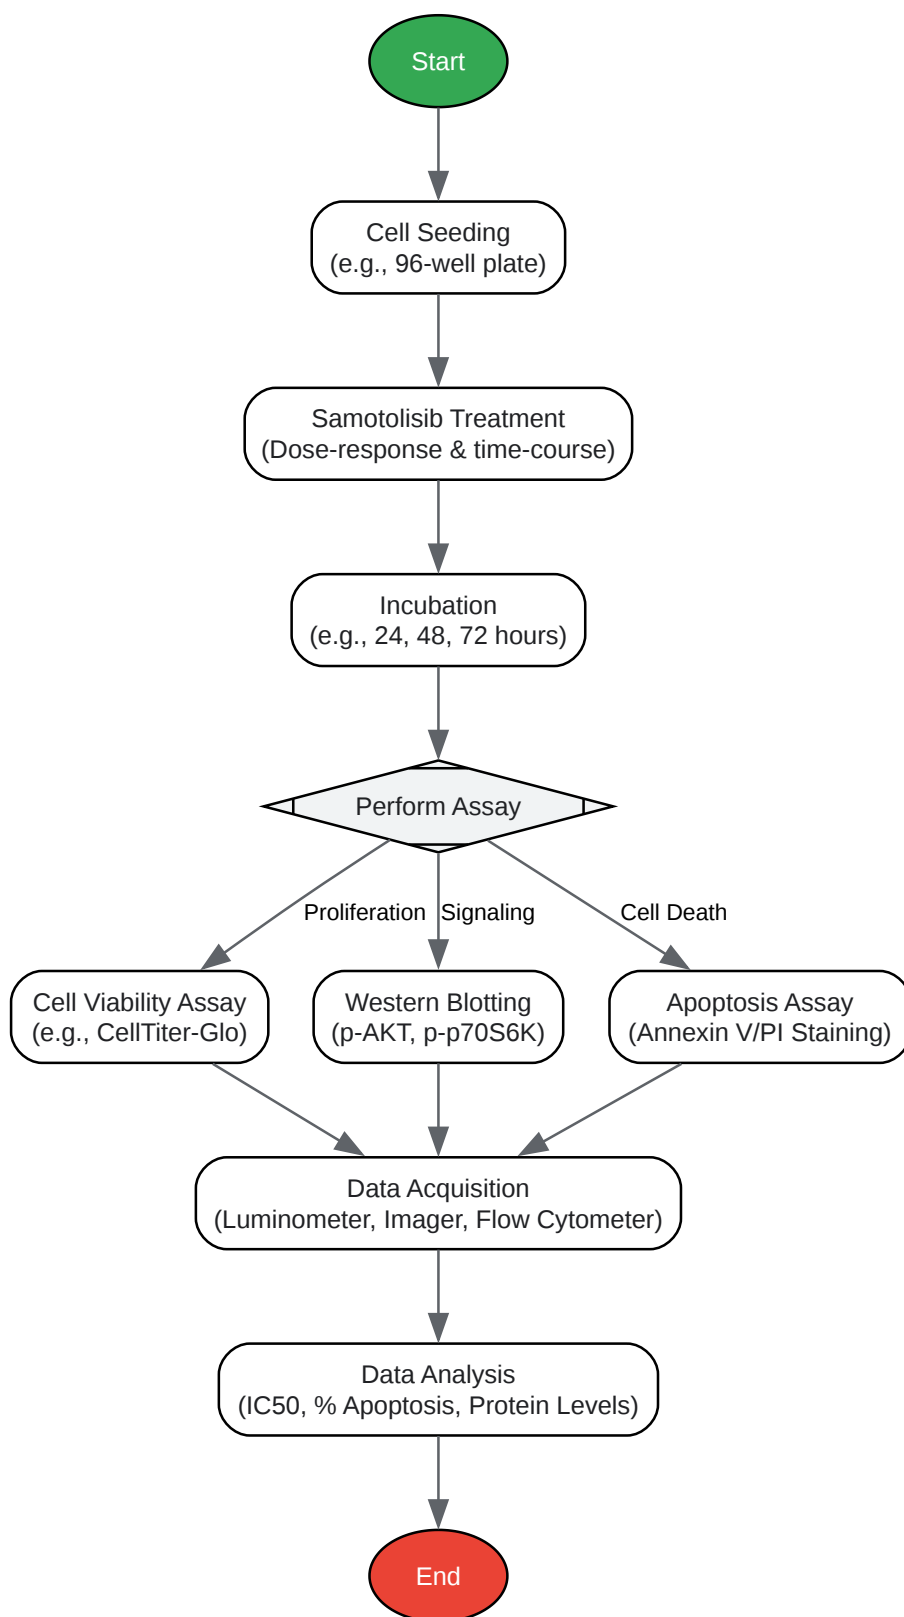 Start
Cell Seeding
(e.g., 96-well plate)
Samotolisib Treatment
(Dose-response & time-course)
Incubation
(e.g., 24, 48, 72 hours)
Perform Assay
Proliferation
Signaling
Cell Death
Cell Viability Assay
(e.g., CellTiter-Glo)
Western Blotting
(p-AKT, p-p70S6K)
Apoptosis Assay
(Annexin V/PI Staining)
Data Acquisition
(Luminometer, Imager, Flow Cytometer)
Data Analysis
(IC50, % Apoptosis, Protein Levels)
End